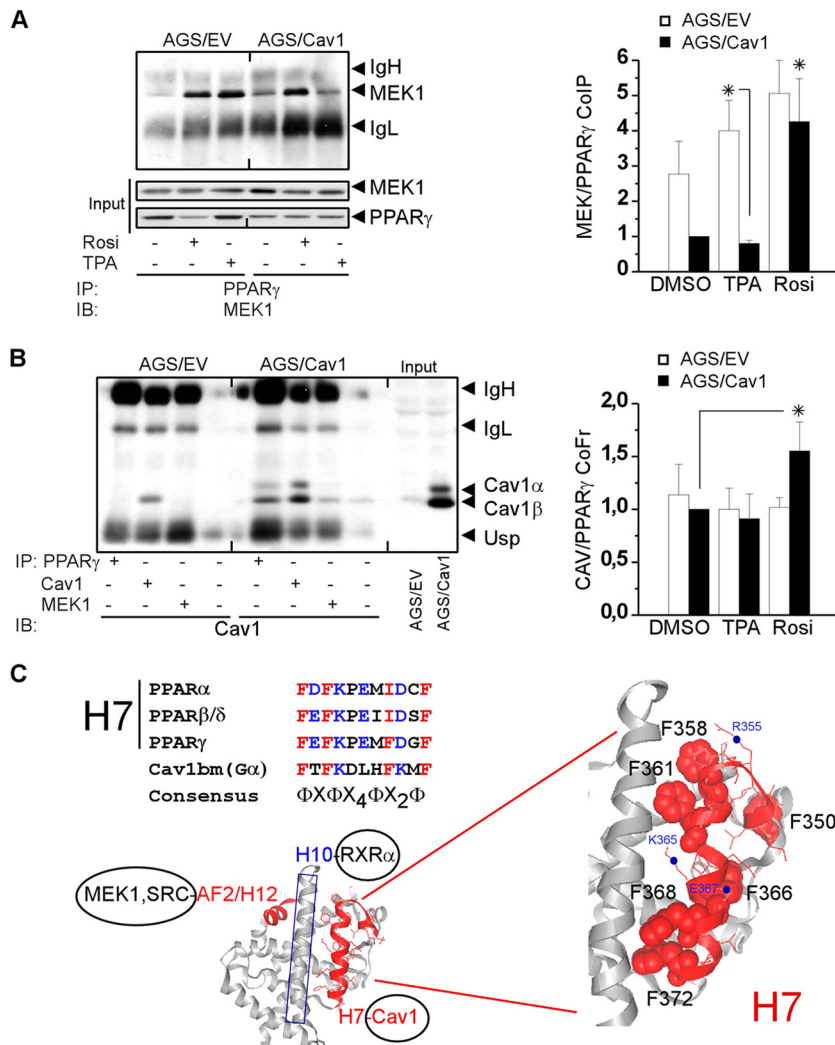 A
AGS/EV AGS/Cav1
IgH
MEK1
IgL
Input
MEK1
PPARγ
Rosi - + - - + -
TPA - - + - - +
IP: PPARγ
IB: MEK1
AGS/EV
AGS/Cav1
MEK/PPARγ CoIP
6
5
4
3
2
1
0
* *
DMSO TPA Rosi
B
AGS/EV AGS/Cav1 Input
IgH
IgL
Cav1α
Cav1β
Usp
IP: PPARγ + - - - + - - -
Cav1 - + - - - + - -
MEK1 - - + - - - + -
IB: Cav1
AGS/EV
AGS/Cav1
AGS/EV
AGS/Cav1
CAV/PPARγ CoFr
2,0
1,5
1,0
0,5
0,0
*
DMSO TPA Rosi
C
H7
PPARα FDFKPEMIDCF
PPARβ/δ FEFKPEIIDSF
PPARγ FEFKPEMFDGF
Cav1bm(Gα) FTFKDLHFKMF
Consensus ΦXΦX4ΦX2Φ
H10-RXRα
MEK1,SRC-AF2/H12
H7-Cav1
F358
R355
F361
F350
K365
F368
E367
F366
F372
H7